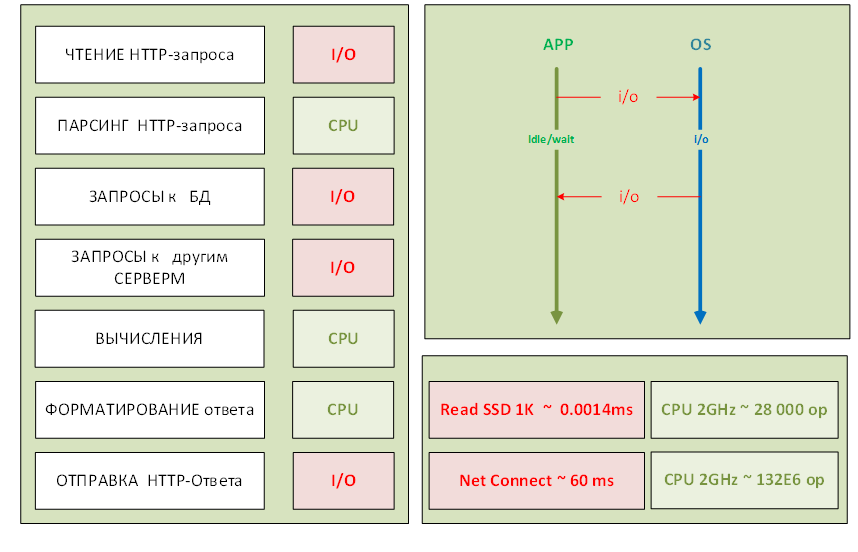 ЧТЕНИЕ HTTP-запроса
I/O
ПАРСИНГ HTTP-запроса
CPU
ЗАПРОСЫ к БД
I/O
ЗАПРОСЫ к другим
СЕРВЕРМ
I/O
ВЫЧИСЛЕНИЯ
CPU
ФОРМАТИРОВАНИЕ ответа
CPU
ОТПРАВКА HTTP-Ответа
I/O
APP
OS
i/o
Idle/wait
i/o
i/o
Read SSD 1K ~ 0.0014ms
CPU 2GHz ~ 28 000 op
Net Connect ~ 60 ms
CPU 2GHz ~ 132E6 op